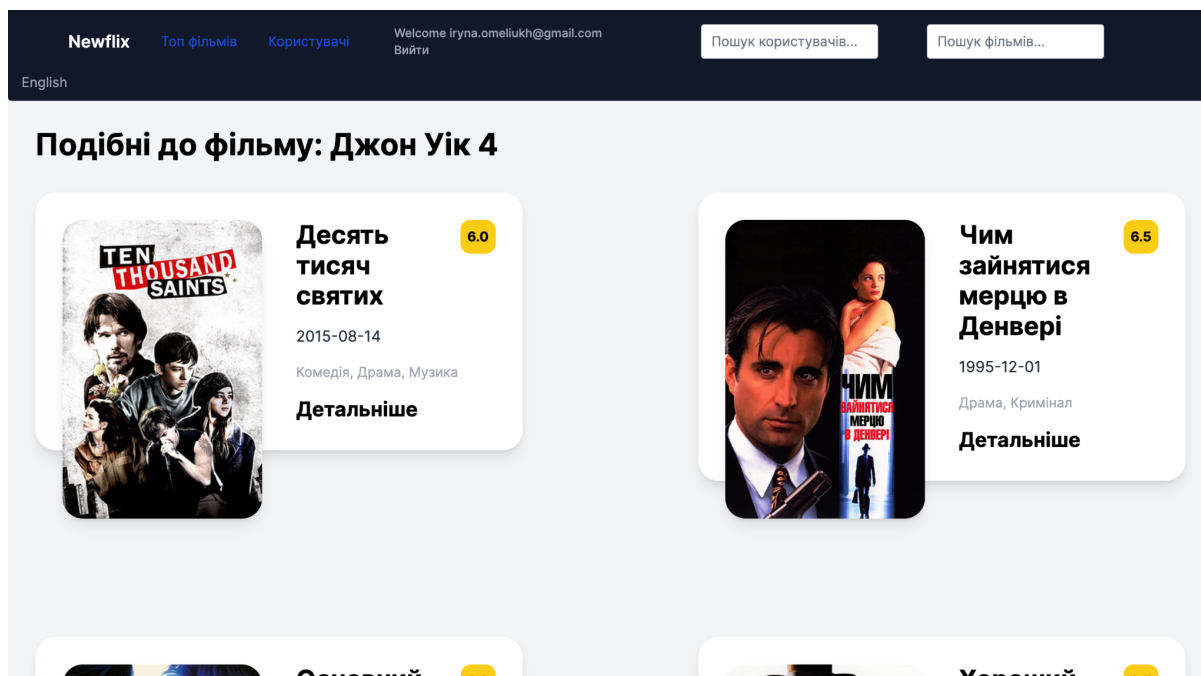 Newflix
Топ фільмів
Користувачі
Welcome iryna.omeliukh@gmail.com
Вийти
Пошук користувачів...
Пошук фільмів...
English
Подібні до фільму: Джон Уік 4
TEN
THOUSAND
SAINTS
Десять
тисяч
святих
6.0
2015-08-14
Комедія, Драма, Музика
Детальніше
ЧИМ
ЗАЙНЯТИСЯ
МЕРЦЮ
В ДЕНВЕРІ
Чим
зайнятися
мерцю в
Денвері
6.5
1995-12-01
Драма, Кримінал
Детальніше
Основний
Хороший